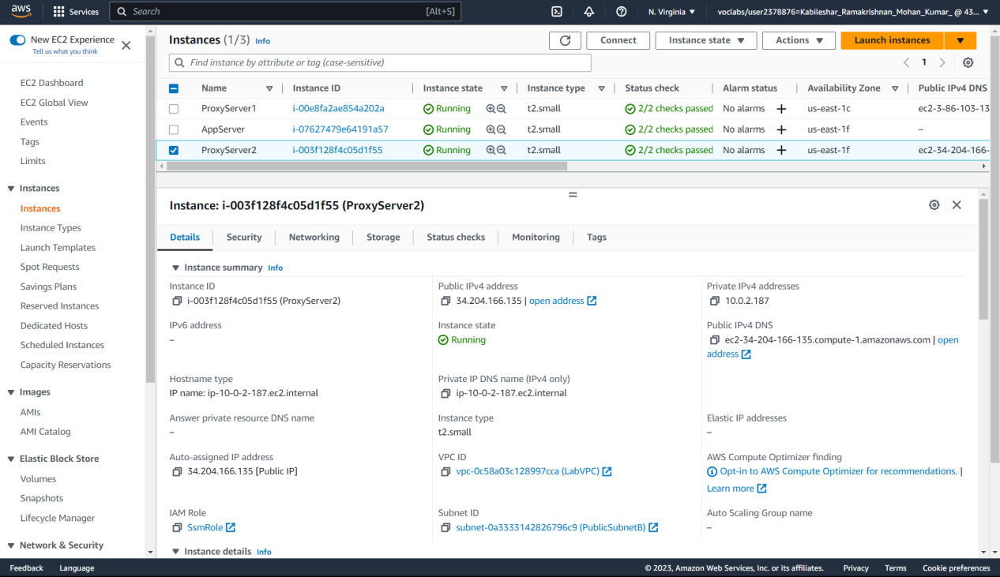 aws
Services
Search
[Alt+S]
N. Virginia
voclabs/user2378876=Kabileshar_Ramakrishnan_Mohan_Kumar_ @ 43...
New EC2 Experience
Tell us what you think
EC2 Dashboard
EC2 Global View
Events
Tags
Limits
Instances
Instances
Instance Types
Launch Templates
Spot Requests
Savings Plans
Reserved Instances
Dedicated Hosts
Scheduled Instances
Capacity Reservations
Images
AMIs
AMI Catalog
Elastic Block Store
Volumes
Snapshots
Lifecycle Manager
Network & Security
Instances (1/3) Info
Connect
Instance state
Actions
Launch instances
Find instance by attribute or tag (case-sensitive)
1
Name Instance ID Instance state Instance type Status check Alarm status Availability Zone Public IPv4 DNS
ProxyServer1 i-00e8fa2ae854a202a Running t2.small 2/2 checks passed No alarms + us-east-1c ec2-3-86-103-13
AppServer i-07627479e64191a57 Running t2.small 2/2 checks passed No alarms + us-east-1f –
ProxyServer2 i-003f128f4c05d1f55 Running t2.small 2/2 checks passed No alarms + us-east-1f ec2-34-204-166-
Instance: i-003f128f4c05d1f55 (ProxyServer2)
Details Security Networking Storage Status checks Monitoring Tags
Instance summary Info
Instance ID
i-003f128f4c05d1f55 (ProxyServer2)
Public IPv4 address
34.204.166.135 | open address
Private IPv4 addresses
10.0.2.187
IPv6 address
–
Instance state
Running
Public IPv4 DNS
ec2-34-204-166-135.compute-1.amazonaws.com | open
address
Hostname type
IP name: ip-10-0-2-187.ec2.internal
Private IP DNS name (IPv4 only)
ip-10-0-2-187.ec2.internal
Answer private resource DNS name
–
Instance type
t2.small
Elastic IP addresses
–
Auto-assigned IP address
34.204.166.135 [Public IP]
VPC ID
vpc-0c58a03c128997cca (LabVPC)
AWS Compute Optimizer finding
Opt-in to AWS Compute Optimizer for recommendations. |
Learn more
IAM Role
SsmRole
Subnet ID
subnet-0a3333142826796c9 (PublicSubnetB)
Auto Scaling Group name
–
Instance details Info
Feedback
Language
© 2023, Amazon Web Services, Inc. or its affiliates.
Privacy
Terms
Cookie preferences